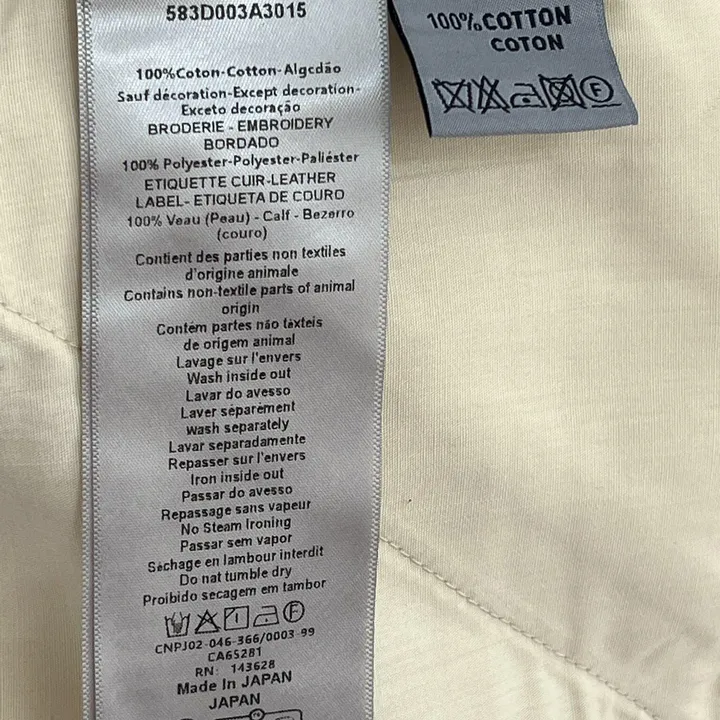 583D003A3015
100%Coton-Cotton-Algcdão
Sauf décoration-Except decoration-
Exceto decoração
BRODERIE - EMBROIDERY
BORDADO
100% Polyester-Polyester-Paliéster
ETIQUETTE CUIR-LEATHER
LABEL- ETIQUETA DE COURO
100% Veau (Peau) - Calf - Bezerro
(couro)
Contient des parties non textiles
d'origine animale
Contains non-textile parts of animal
origin
Contém partes não táxteis
de origem animal
Lavage sur l'envers
Wash inside out
Lavar do avesso
Laver séparément
wash separately
Lavar separadamente
Repasser sur l'envers
Iron inside out
Passar do avesso
Repassage sans vapeur
No Steam Ironing
Passar sem vapor
Séchage en lambour interdit
Do nat tumble dry
Proibido secagem em tambor
F
CNPJ02-046-366/0003-99
CA65281
RN: 143628
Made In JAPAN
JAPAN
100%COTTON
COTON
F